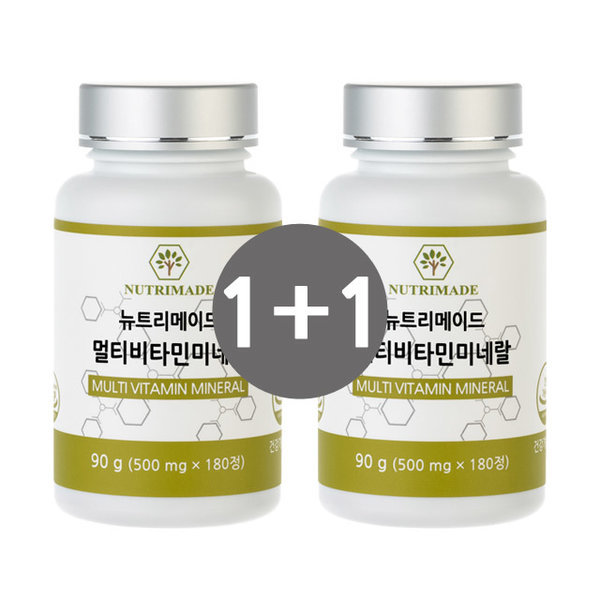 NUTRIMADE
뉴트리메이드
멀티비타민미네
MULTI VITAMIN MINERAL
90 g (500 mg × 180정)
1+1
NUTRIMADE
뉴트리메이드
티비타민미네랄
MULTI VITAMIN MINERAL
90 g (500 mg × 180정)
건강